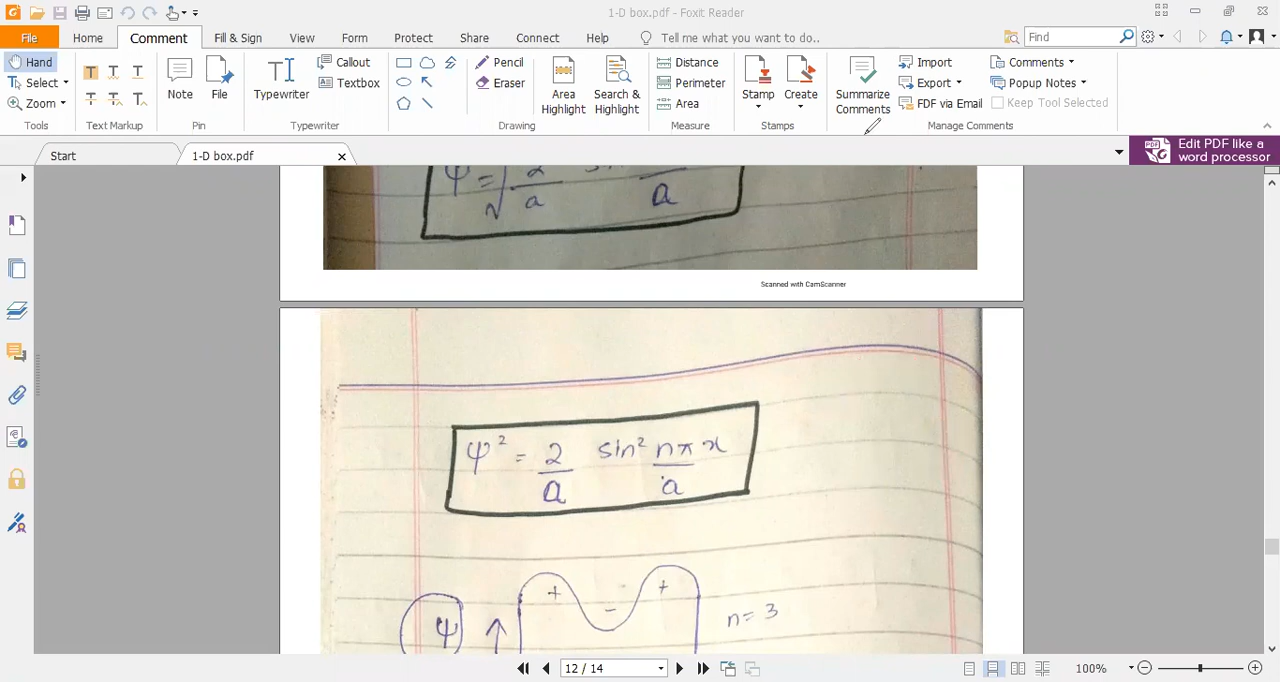 1-D box.pdf - Foxit Reader
File Home Comment Fill & Sign View Form Protect Share Connect Help Tell me what you want to do.. Find
Hand
Select
Zoom
Tools
T T T
T T T
Text Markup
Note
File
Pin
Typewriter
Callout
Textbox
Typewriter
Pencil
Eraser
Area Highlight
Search & Highlight
Drawing
Distance
Perimeter
Area
Measure
Stamp
Create
Stamps
Summarize Comments
Import
Export
FDP via Email
Comments
Popup Notes
Keep Tool Selected
Manage Comments
Start
1-D box.pdf
Edit PDF like a
word processor
ψ = √2/a
a
Scanned with CamScanner
ψ² = 2/a sin² nπx/a
+ - +
n= 3
ψ ↑
12 / 14
100%